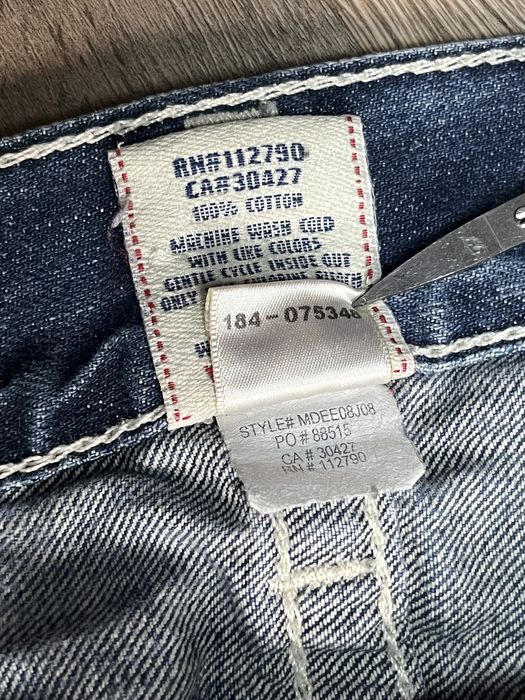 RN#112790
CA#30427
100% COTTON
MACHINE WASH COLD
WITH LIKE COLORS
GENTLE CYCLE INSIDE OUT
ONLY
184-075348
STYLE# MDEE08J08
PO # 88515
CA # 30427
RN # 112790